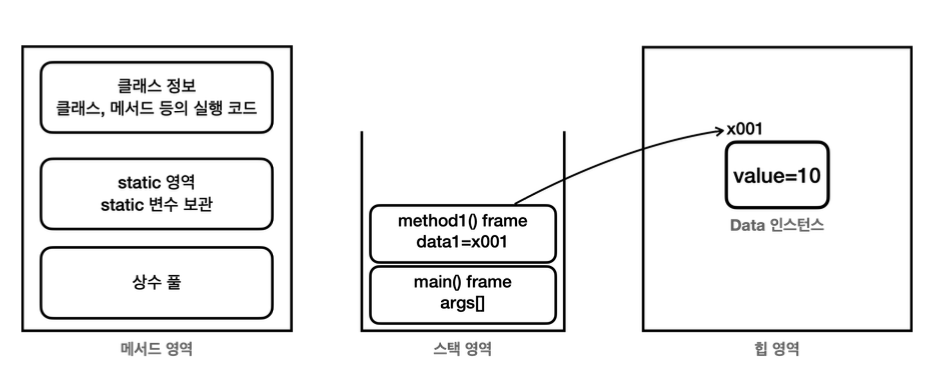 클래스 정보
클래스, 메서드 등의 실행 코드
static 영역
static 변수 보관
상수 풀
메서드 영역
method1() frame
data1=x001
main() frame
args[]
스택 영역
x001
value=10
Data 인스턴스
힙 영역